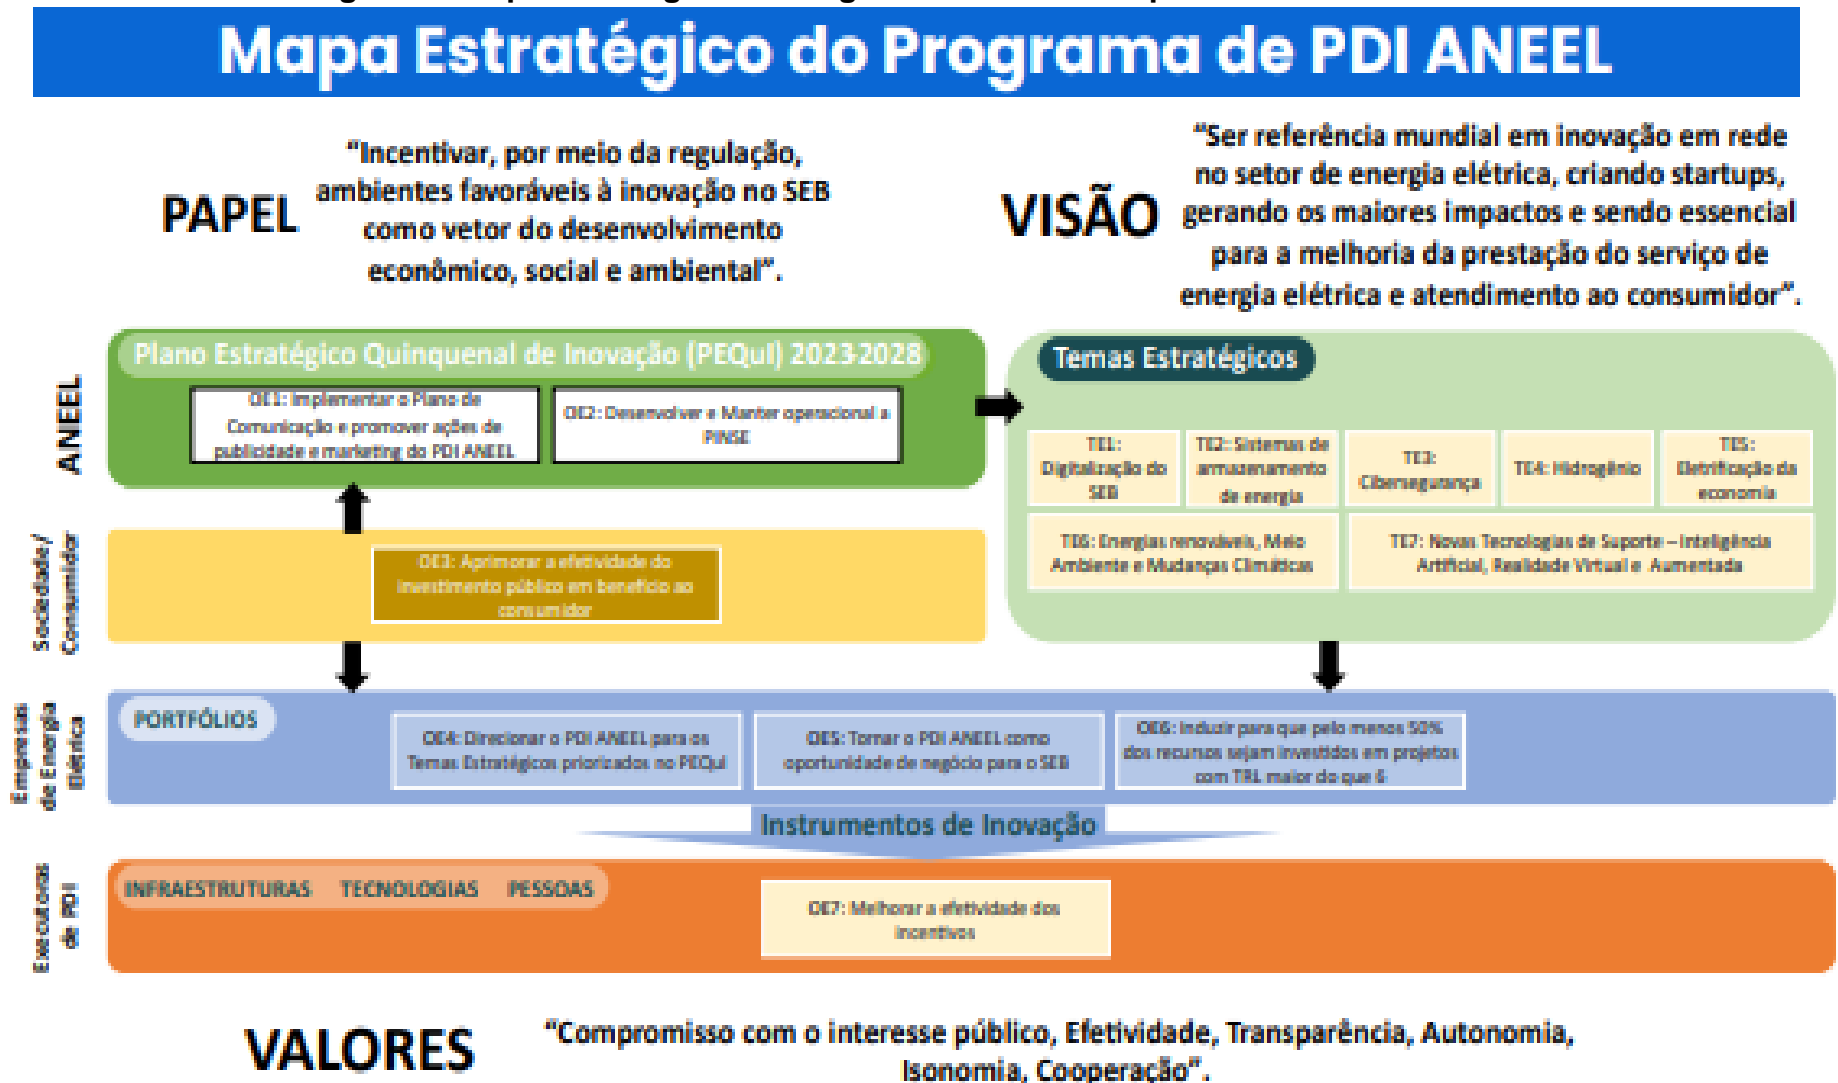 Mapa Estratégico do Programa de PDI ANEEL
PAPEL
“Incentivar, por meio da regulação,
ambientes favoráveis à inovação no SEB
como vetor do desenvolvimento
econômico, social e ambiental”.
VISÃO
“Ser referência mundial em inovação em rede
no setor de energia elétrica, criando startups,
gerando os maiores impactos e sendo essencial
para a melhoria da prestação do serviço de
energia elétrica e atendimento ao consumidor”.
ANEEL
Plano Estratégico Quinquenal de Inovação (PEQuI) 2023-2028
OE1: Implementar o Plano de
Comunicação e promover ações de
publicidade e marketing do PDI ANEEL
OE2: Desenvolver e Manter operacional a
PINSE
Temas Estratégicos
TE1:
Digitalização do
SEB
TE2: Sistemas de
armazenamento
de energia
TE3:
Cibersegurança
TE4: Hidrogênio
TE5:
Eletrificação da
economia
TE6: Energias renováveis, Meio
Ambiente e Mudanças Climáticas
TE7: Novas Tecnologias de Suporte – Inteligência
Artificial, Realidade Virtual e Aumentada
Sociedade/
Consumidor
OE3: Aprimorar a efetividade do
investimento público em benefício ao
consumidor
Empresas
de Energia
Elétrica
PORTFÓLIOS
OE4: Direcionar o PDI ANEEL para os
Temas Estratégicos priorizados no PEQuI
OE5: Tornar o PDI ANEEL como
oportunidade de negócio para o SEB
OE6: Induzir para que pelo menos 50%
dos recursos sejam investidos em projetos
com TRL maior do que 6
Instrumentos de Inovação
Executoras
de PDI
INFRAESTRUTURAS TECNOLOGIAS PESSOAS
OE7: Melhorar a efetividade dos
incentivos
VALORES
“Compromisso com o interesse público, Efetividade, Transparência, Autonomia,
Isonomia, Cooperação”.